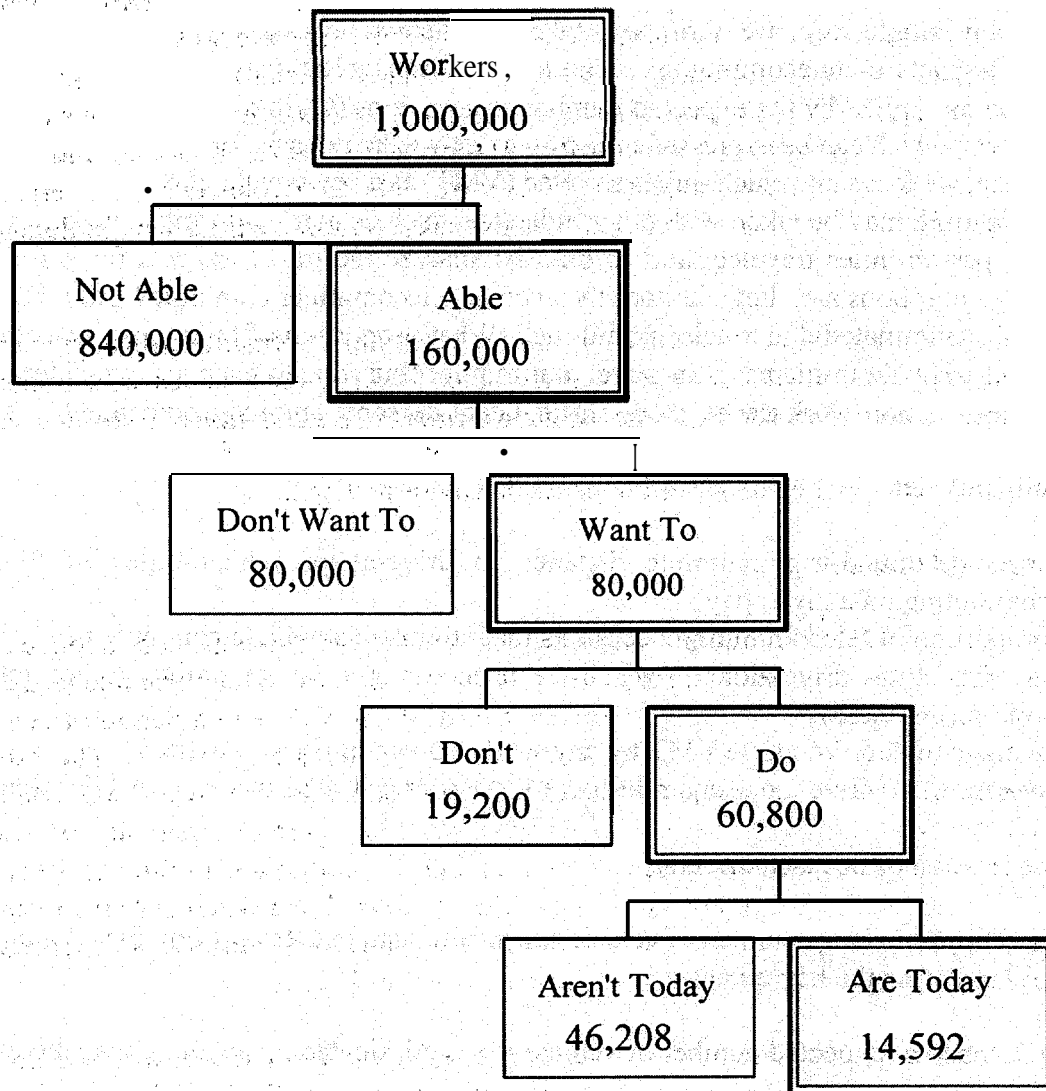 Workers,
1,000,000
Not Able
840,000
Able
160,000
Don't Want To
80,000
Want To
80,000
Don't
19,200
Do
60,800
Aren't Today
46,208
Are Today
14,592